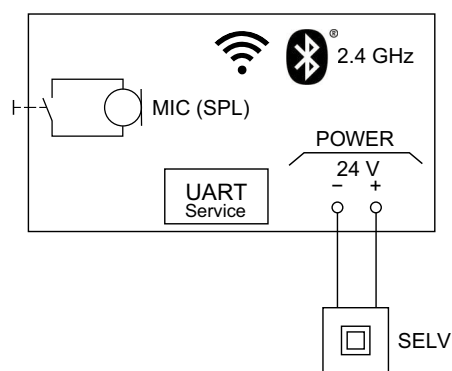 ®
2.4 GHz
MIC (SPL)
POWER
24 V
− +
UART
Service
SELV